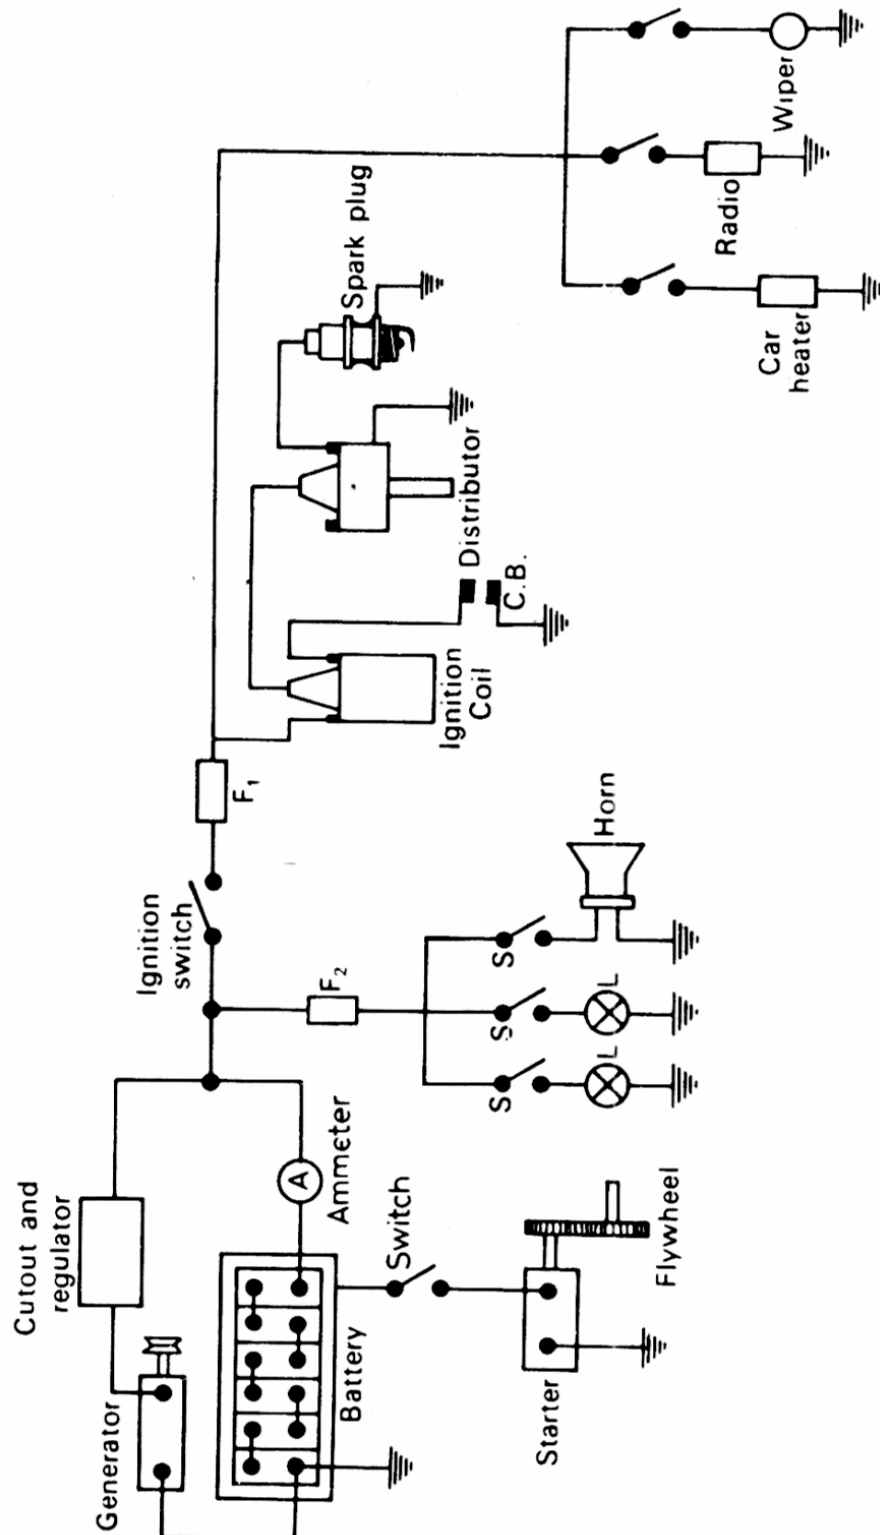 Generator
Cutout and
regulator
Battery
A
Ammeter
Switch
Starter
Flywheel
Ignition
switch
F₂
S
S
S
L
L
Horn
F₁
Ignition
Coil
C.B.
Distributor
Spark plug
Car
heater
Radio
Wiper